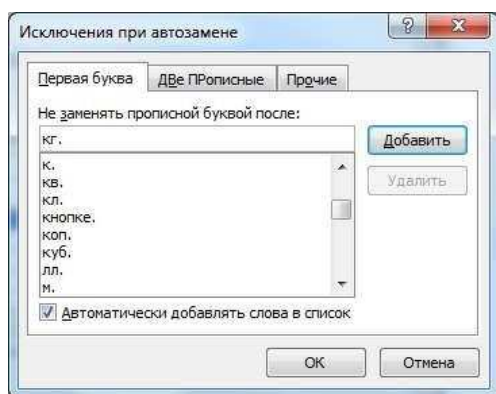 Исключения при автозамене
Первая буква
ДВе ПРописные
Прочие
Не заменять прописной буквой после:
кг.
Добавить
к.
кв.
кл.
кнопке.
коп.
куб.
лл.
м.
Удалить
Автоматически добавлять слова в список
ОК
Отмена